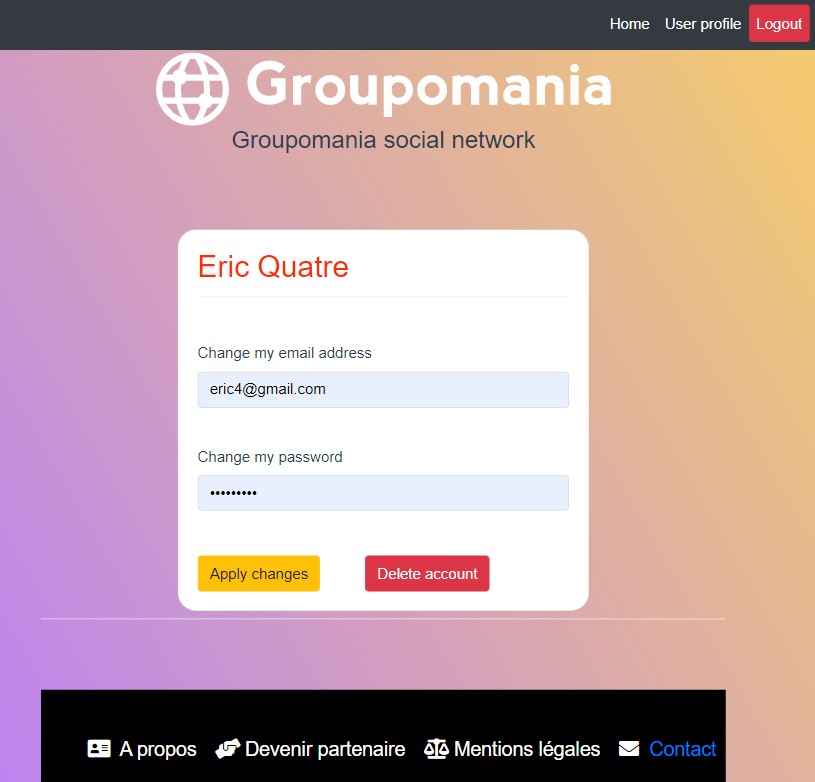 Home User profile Logout
Groupomania
Groupomania social network
Eric Quatre
Change my email address
eric4@gmail.com
Change my password
•••••••••
Apply changes Delete account
A propos Devenir partenaire Mentions légales Contact